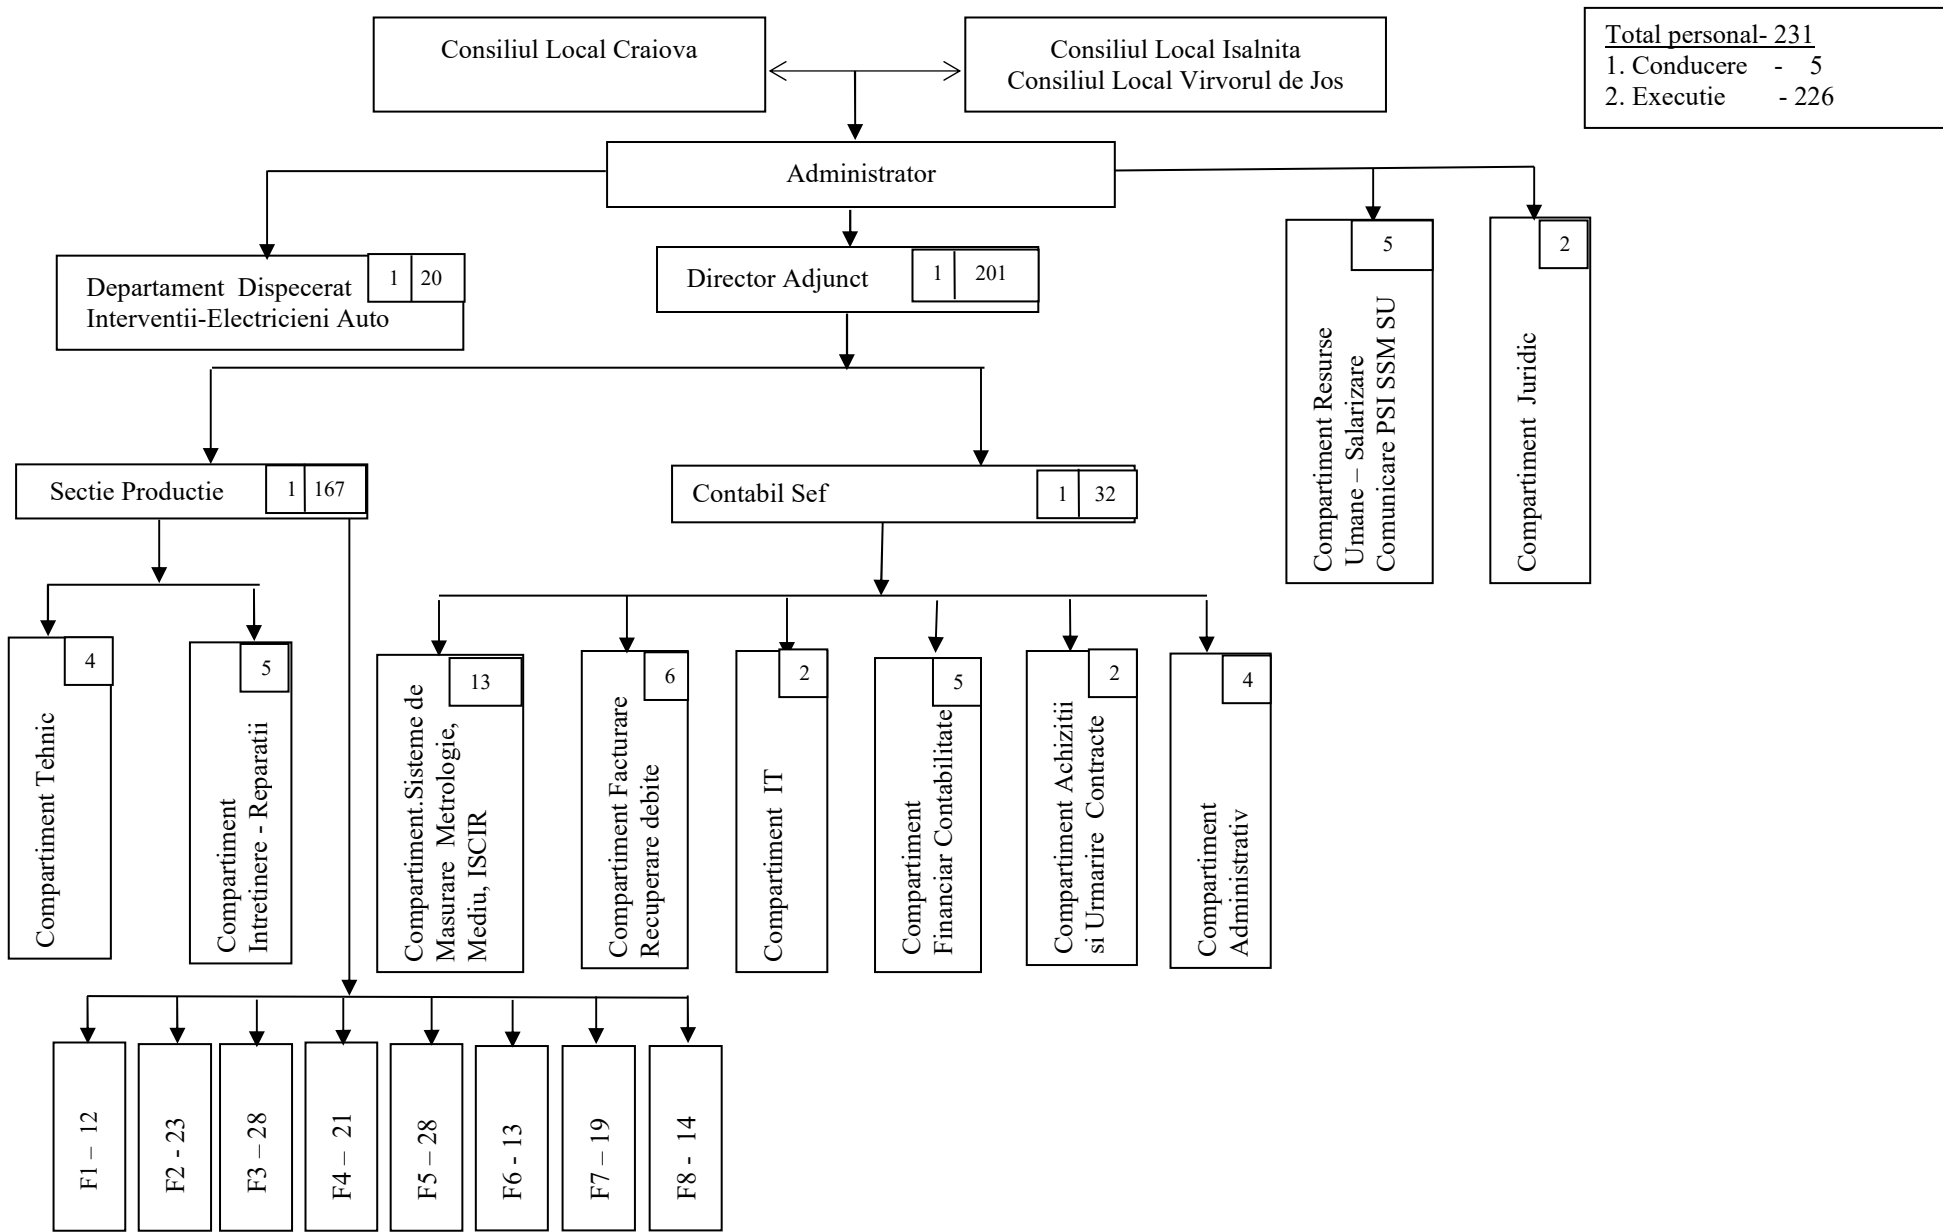 Consiliul Local Craiova
Consiliul Local Isalnita
Consiliul Local Virvorul de Jos
Total personal- 231
1. Conducere - 5
2. Executie - 226
Administrator
Departament Dispecerat
Interventii-Electricieni Auto
1 20
Director Adjunct
1 201
5
Compartiment Resurse
Umane – Salarizare
Comunicare PSI SSM SU
2
Compartiment Juridic
Sectie Productie
1 167
Contabil Sef
1 32
4
Compartiment Tehnic
5
Compartiment
Intretinere - Reparatii
13
Compartiment.Sisteme de
Masurare Metrologie,
Mediu, ISCIR
6
Compartiment Facturare
Recuperare debite
2
Compartiment IT
5
Compartiment
Financiar Contabilitate
2
Compartiment Achizitii
si Urmarire Contracte
4
Compartiment
Administrativ
F1 – 12
F2 - 23
F3 – 28
F4 – 21
F5 – 28
F6 - 13
F7 – 19
F8 - 14